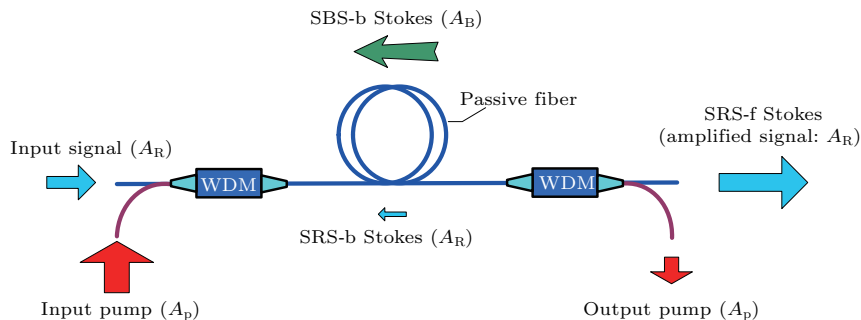 SBS-b Stokes (A_B)
Passive fiber
SRS-f Stokes
(amplified signal: A_R)
Input signal (A_R)
WDM
WDM
SRS-b Stokes (A_R)
Input pump (A_p)
Output pump (A_p)